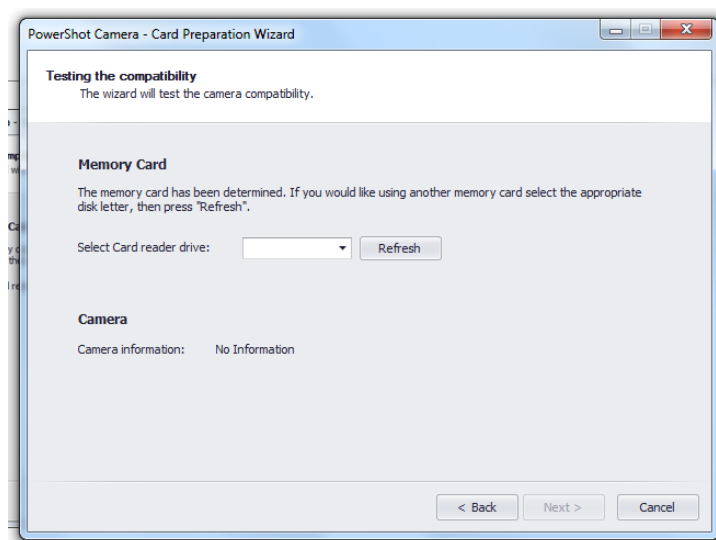 PowerShot Camera - Card Preparation Wizard
Testing the compatibility
The wizard will test the camera compatibility.
Memory Card
The memory card has been determined. If you would like using another memory card select the appropriate
disk letter, then press "Refresh".
Select Card reader drive:
Refresh
Camera
Camera information: No Information
< Back
Next >
Cancel